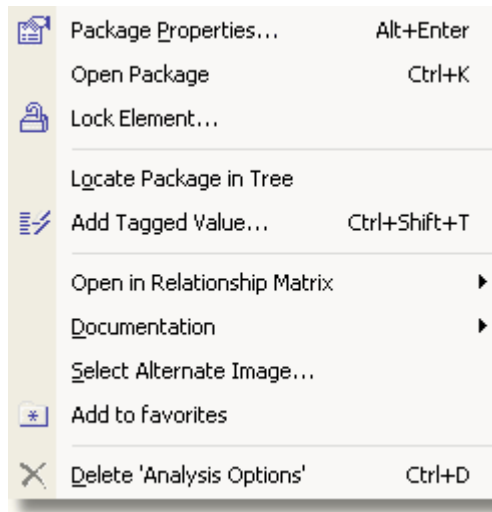 Package Properties... Alt+Enter
Open Package Ctrl+K
Lock Element...
Locate Package in Tree
Add Tagged Value... Ctrl+Shift+T
Open in Relationship Matrix
Documentation
Select Alternate Image...
Add to favorites
Delete 'Analysis Options' Ctrl+D